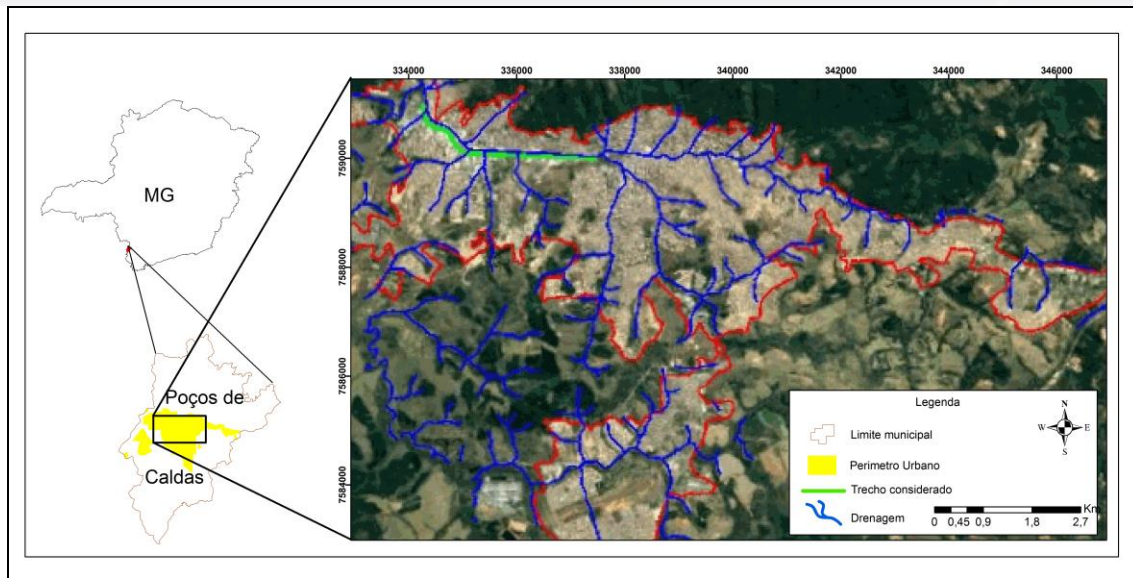 334000 336000 338000 340000 342000 344000 346000
7590000
7588000
7586000
7584000
MG
Poços de
Caldas
Legenda
Limite municipal
Perimetro Urbano
Trecho considerado
Drenagem
N
W E
S
Km
0 0,45 0,9 1,8 2,7